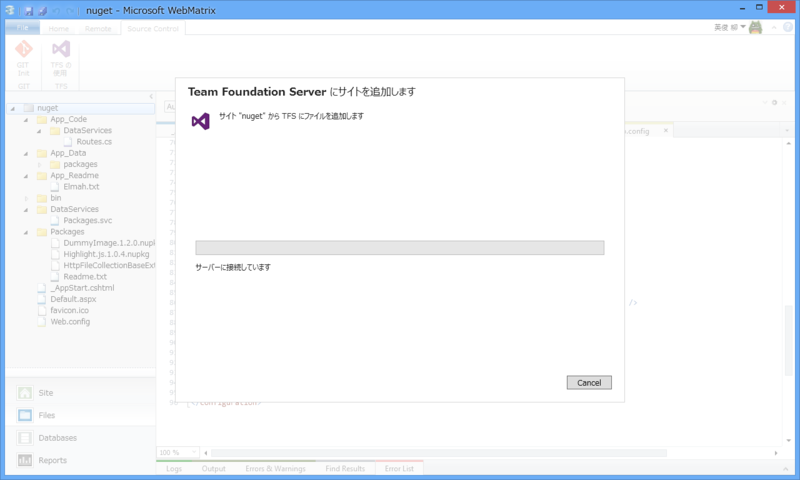 nuget - Microsoft WebMatrix
File
Home
Remote
Source Control
英俊 柳
GIT
Init
TFS の
使用
GIT
TFS
nuget
App_Code
DataServices
Routes.cs
App_Data
packages
App_Readme
Elmah.txt
bin
DataServices
Packages.svc
Packages
DummyImage.1.2.0.nupl
Highlight.js.1.0.4.nupkg
HttpFileCollectionBaseExt
Readme.txt
_AppStart.cshtml
Default.aspx
favicon.ico
Web.config
Team Foundation Server にサイトを追加します
サイト "nuget" から TFS にファイルを追加します
サーバーに接続しています
Cancel
/>
</configuration>
Site
Files
Databases
Reports
100 %
Logs
Output
Errors & Warnings
Find Results
Error List